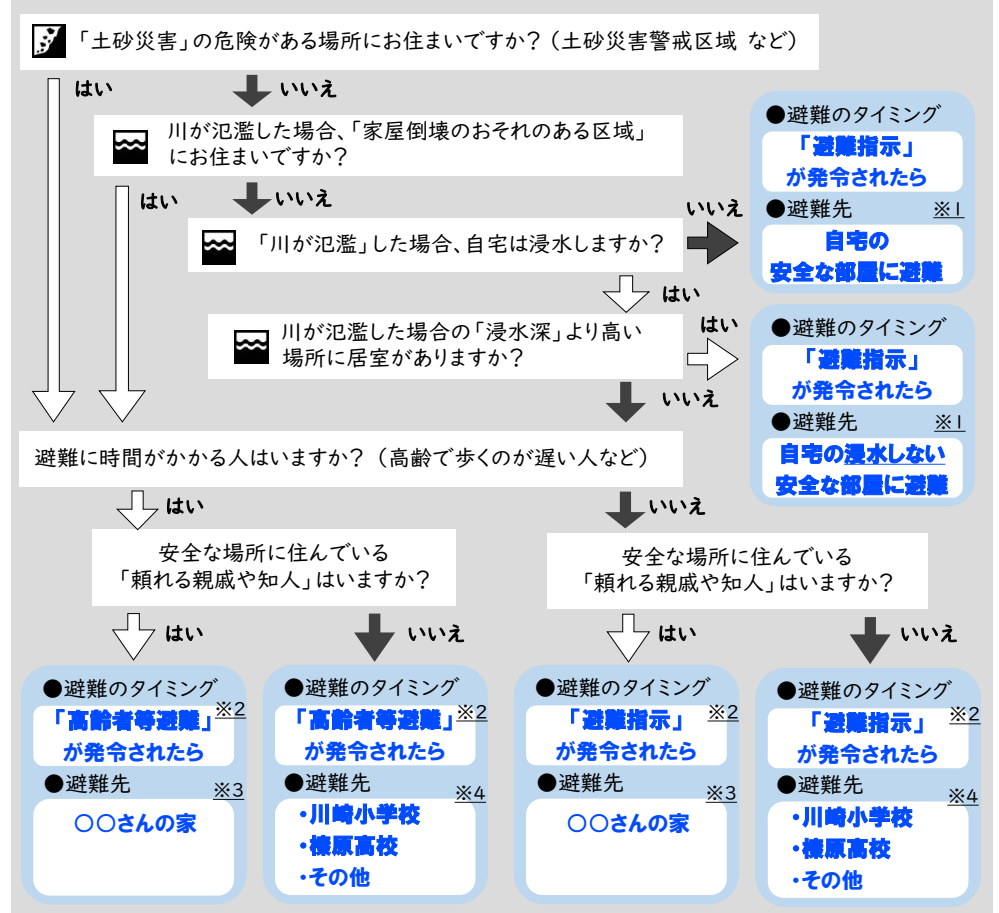 「土砂災害」の危険がある場所にお住まいですか？（土砂災害警戒区域 など）
はい
いいえ
川が氾濫した場合、「家屋倒壊のおそれのある区域」
にお住まいですか？
はい
いいえ
「川が氾濫」した場合、自宅は浸水しますか？
いいえ
●避難のタイミング
「避難指示」
が発令されたら
●避難先 ※1
自宅の
安全な部屋に避難
はい
川が氾濫した場合の「浸水深」より高い
場所に居室がありますか？
はい
●避難のタイミング
「避難指示」
が発令されたら
●避難先 ※1
自宅の浸水しない
安全な部屋に避難
いいえ
避難に時間がかかる人はいますか？（高齢で歩くのが遅い人など）
はい
いいえ
安全な場所に住んでいる
「頼れる親戚や知人」はいますか？
安全な場所に住んでいる
「頼れる親戚や知人」はいますか？
はい
いいえ
はい
いいえ
●避難のタイミング
「高齢者等避難」※2
が発令されたら
●避難先 ※3
○○さんの家
●避難のタイミング
「高齢者等避難」※2
が発令されたら
●避難先 ※4
・川崎小学校
・榛原高校
・その他
●避難のタイミング
「避難指示」 ※2
が発令されたら
●避難先 ※3
○○さんの家
●避難のタイミング
「避難指示」 ※2
が発令されたら
●避難先 ※4
・川崎小学校
・榛原高校
・その他